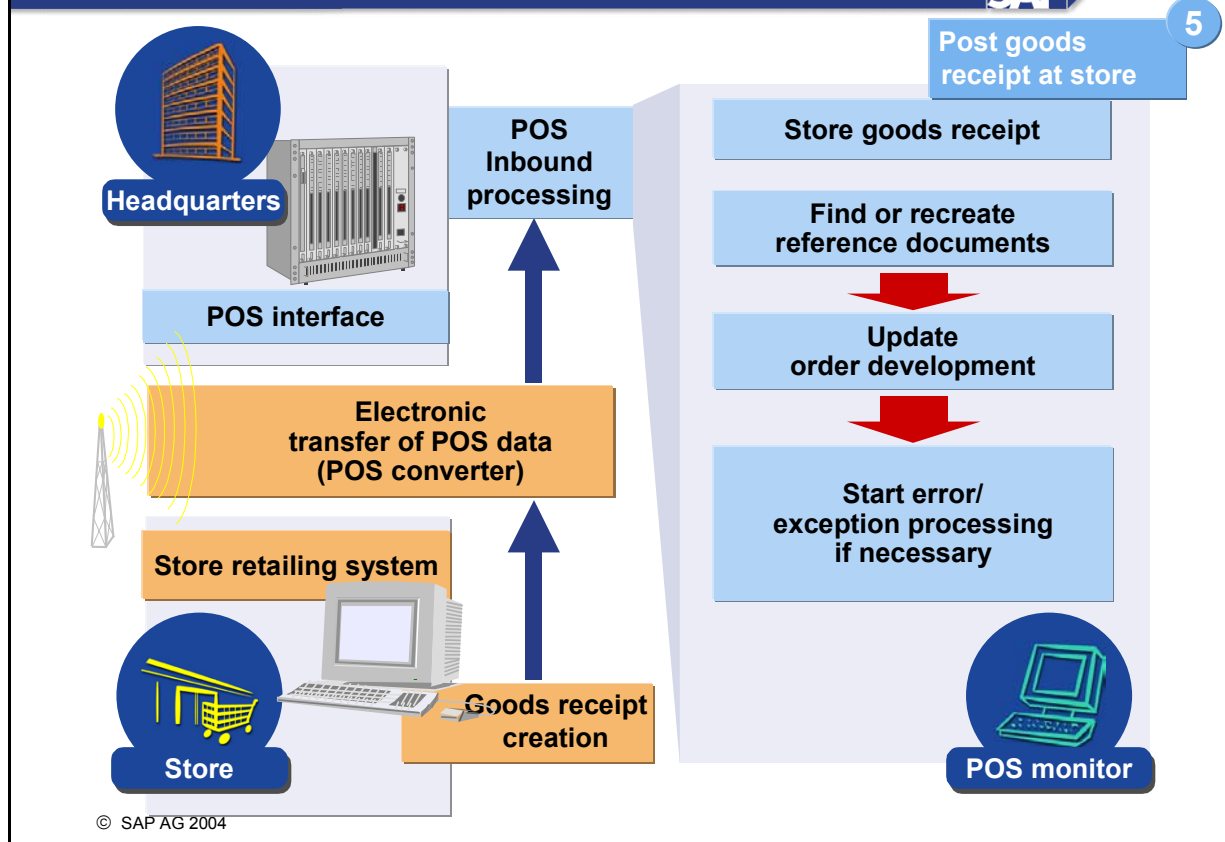 5
Post goods
receipt at store
Headquarters
POS interface
POS
Inbound
processing
Electronic
transfer of POS data
(POS converter)
Store retailing system
Goods receipt
creation
Store
Store goods receipt
Find or recreate
reference documents
Update
order development
Start error/
exception processing
if necessary
POS monitor
© SAP AG 2004